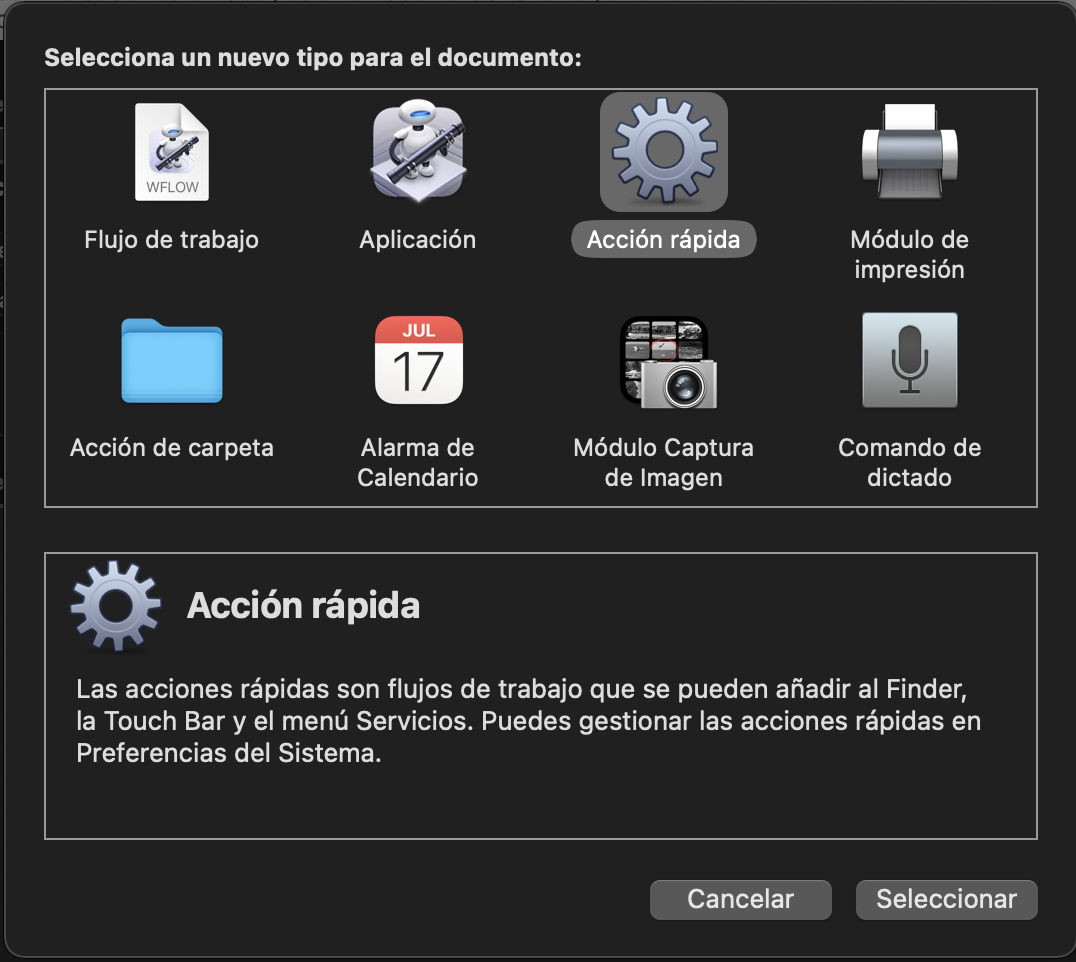 Selecciona un nuevo tipo para el documento:
WFLOW
Flujo de trabajo
Aplicación
Acción rápida
Módulo de
impresión
Acción de carpeta
JUL
17
Alarma de
Calendario
Módulo Captura
de Imagen
Comando de
dictado
Acción rápida
Las acciones rápidas son flujos de trabajo que se pueden añadir al Finder,
la Touch Bar y el menú Servicios. Puedes gestionar las acciones rápidas en
Preferencias del Sistema.
Cancelar
Seleccionar